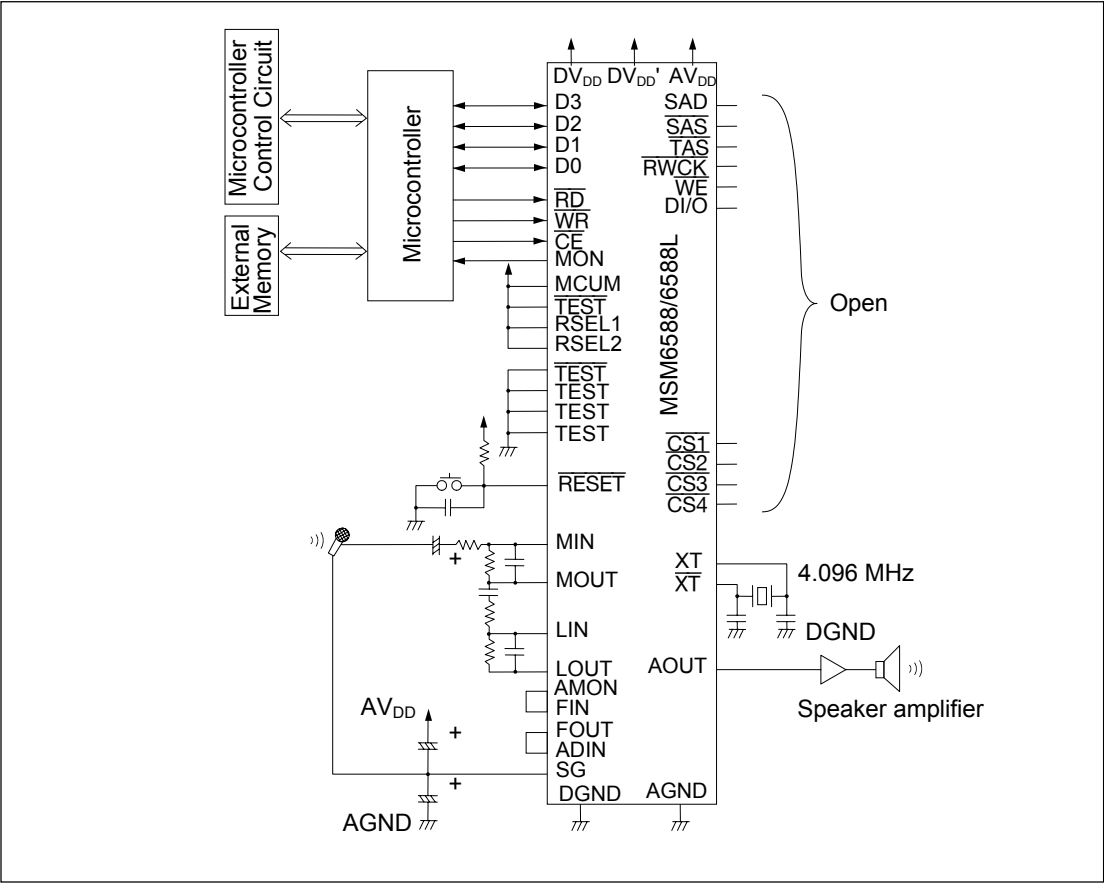 Microcontroller
Control Circuit
External
Memory
Microcontroller
DVDD DVDD' AVDD
D3
D2
D1
D0
RD
WR
CE
MON
MCUM
TEST
RSEL1
RSEL2
TEST
TEST
TEST
TEST
RESET
MIN
MOUT
LIN
LOUT
AMON
FIN
FOUT
ADIN
SG
DGND AGND
MSM6588/6588L
SAD
SAS
TAS
RWCK
WE
DI/O
CS1
CS2
CS3
CS4
XT
XT
AOUT
Open
4.096 MHz
DGND
Speaker amplifier
+
AVDD
+
+
AGND